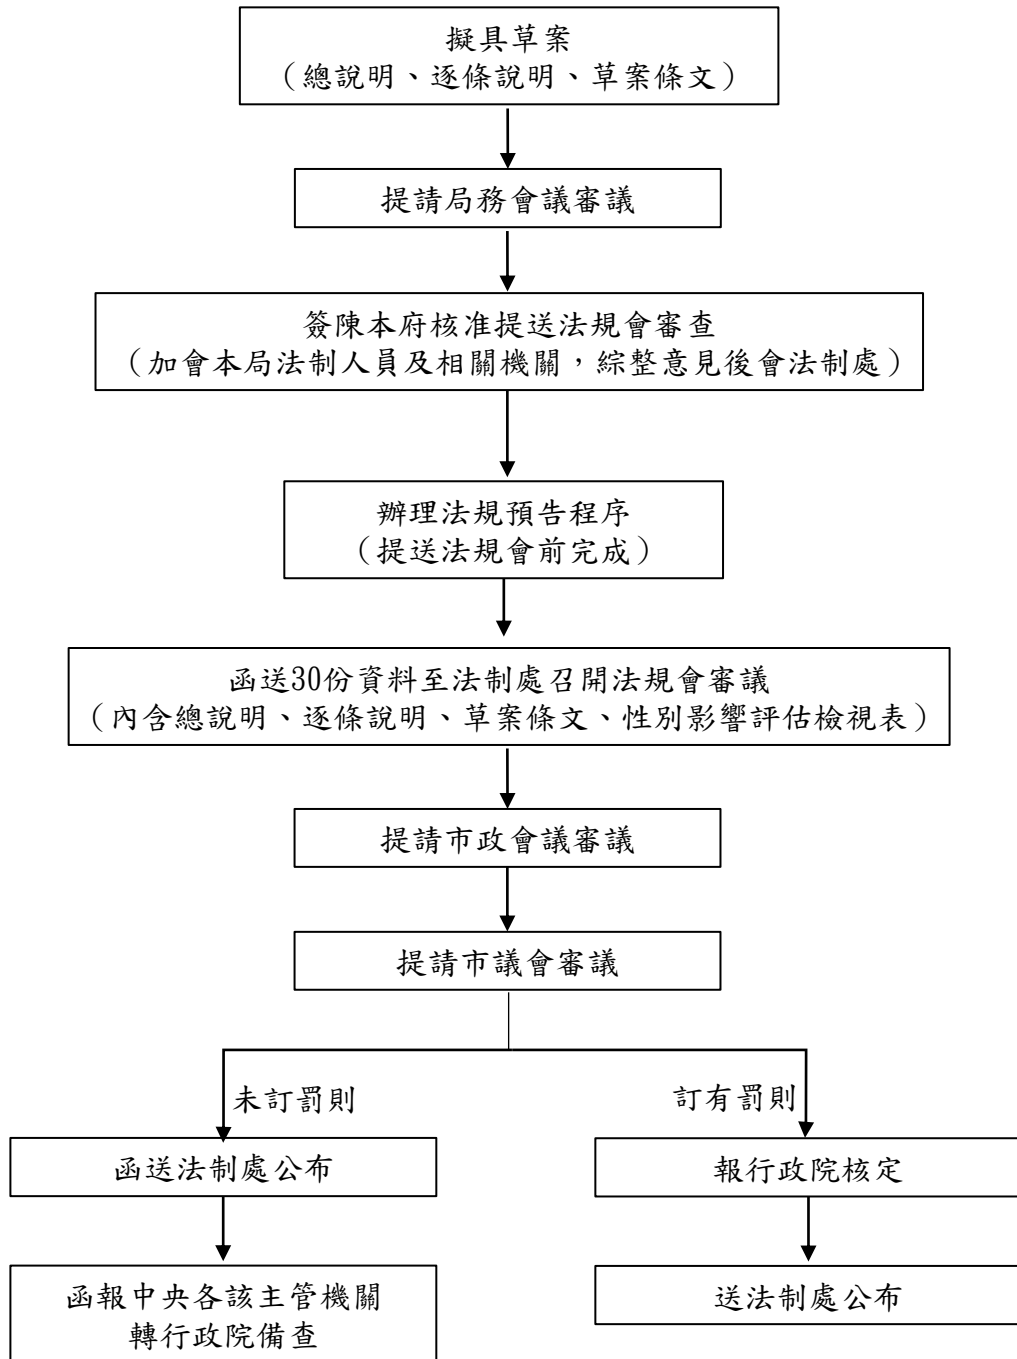 擬具草案
（總說明、逐條說明、草案條文）
提請局務會議審議
簽陳本府核准提送法規會審查
（加會本局法制人員及相關機關，綜整意見後會法制處）
辦理法規預告程序
（提送法規會前完成）
函送30份資料至法制處召開法規會審議
（內含總說明、逐條說明、草案條文、性別影響評估檢視表）
提請市政會議審議
提請市議會審議
未訂罰則
訂有罰則
函送法制處公布
報行政院核定
函報中央各該主管機關
轉行政院備查
送法制處公布